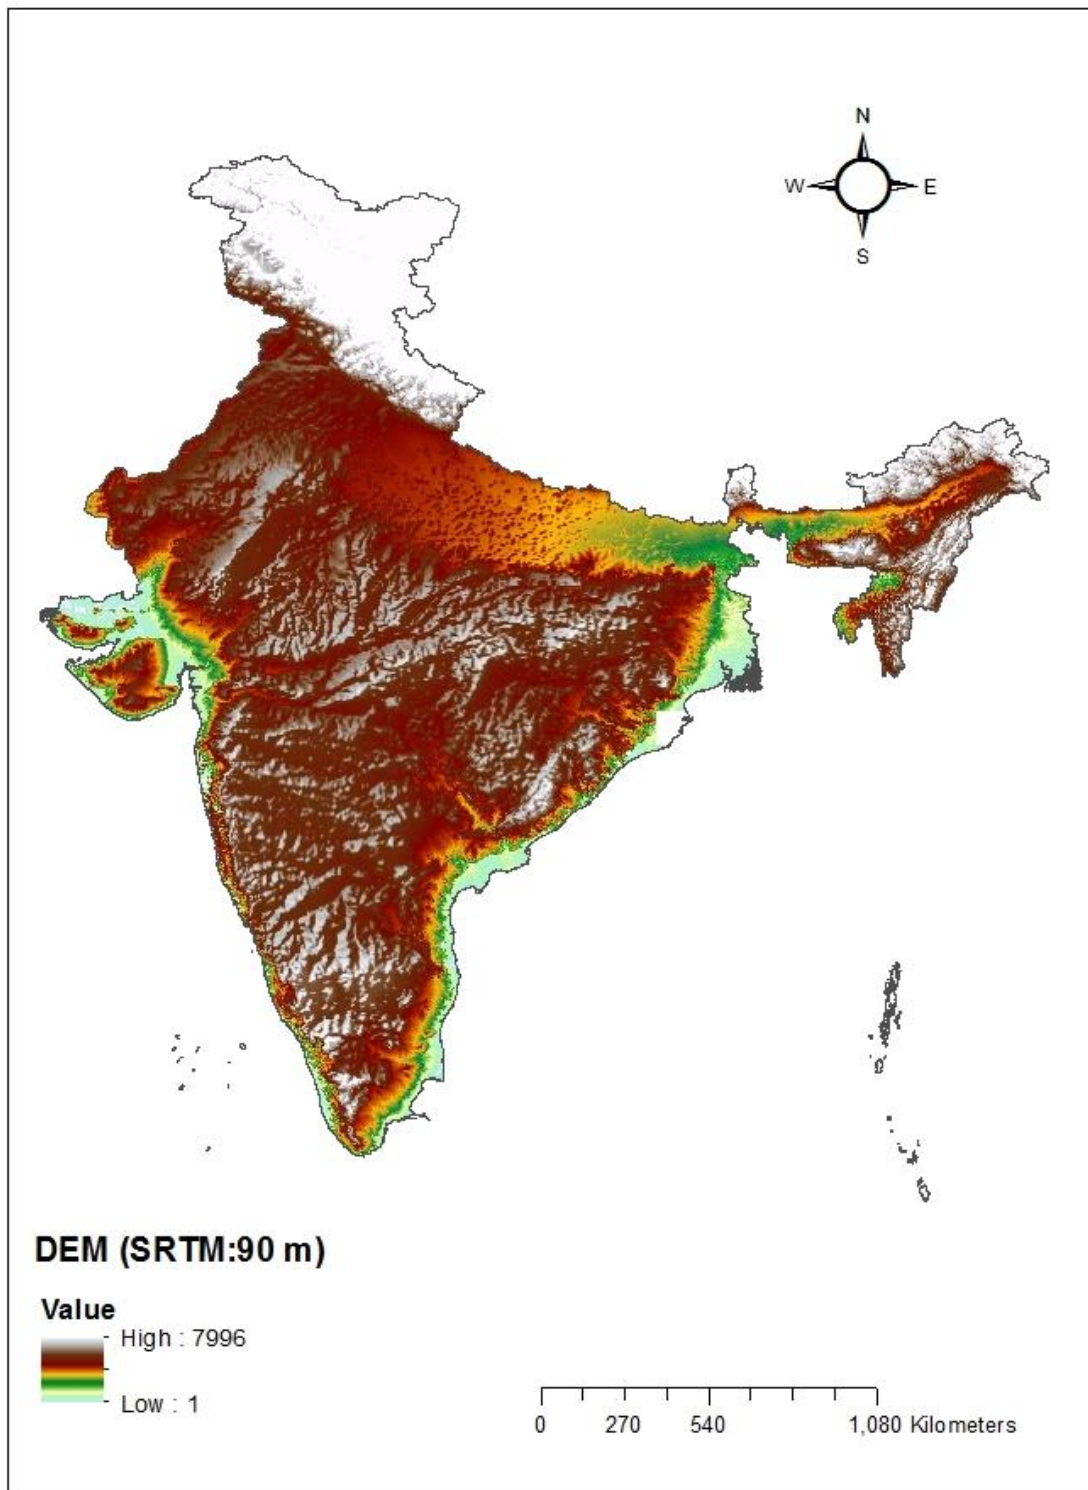 N
W E
S
DEM (SRTM:90 m)
Value
High : 7996
Low : 1
0 270 540 1,080 Kilometers